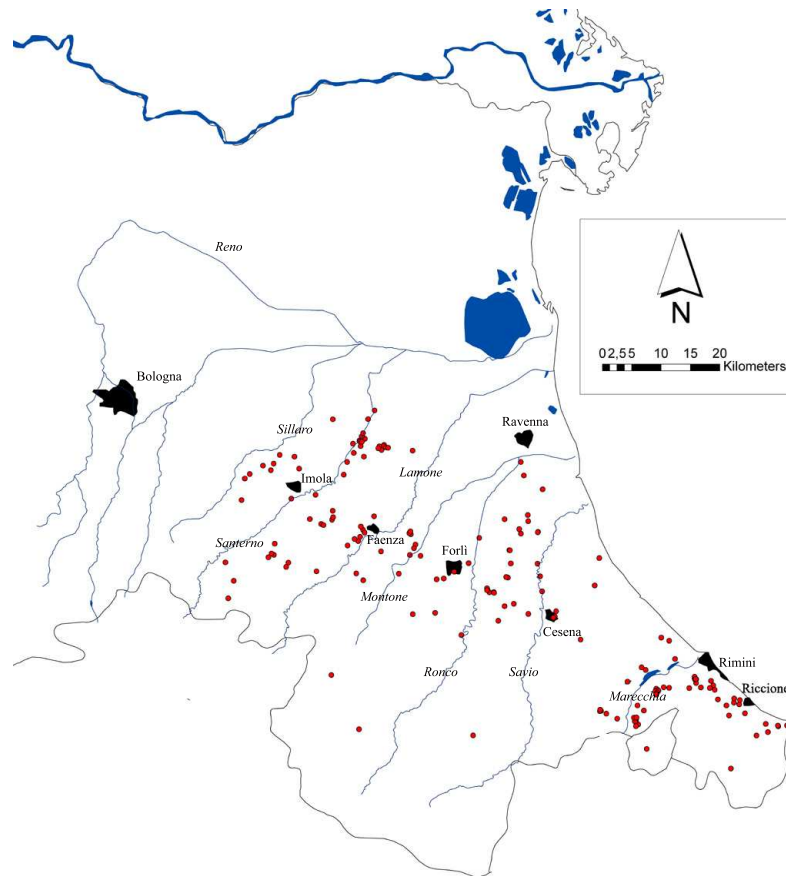 Reno
N
0 2,5 5 10 15 20 Kilometers
Bologna
Sillaro
Ravenna
Lamone
Imola
Santerno
Faenza
Forlì
Montone
Cesena
Ronco
Savio
Rimini
Marecchia
Riccione